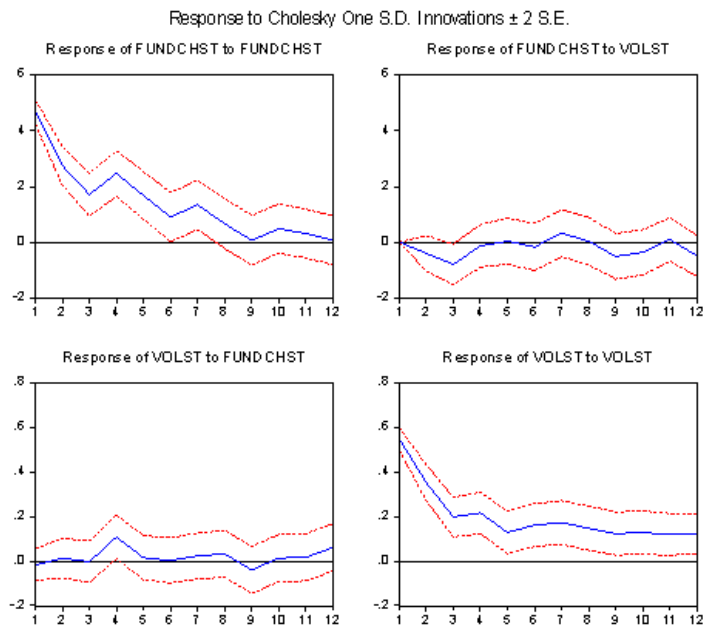 Response to Cholesky One S.D. Innovations ± 2 S.E.
Response of FUNDCHST to FUNDCHST
6
4
2
0
-2
1 2 3 4 5 6 7 8 9 10 11 12
Response of FUNDCHST to VOLST
6
4
2
.0
-2
1 2 3 4 5 6 7 8 9 10 11 12
Response of VOLST to FUNDCHST
.8
.6
.4
.2
.0
-.2
1 2 3 4 5 6 7 8 9 10 11 12
Response of VOLST to VOLST
.8
.6
.4
.2
.0
-.2
1 2 3 4 5 6 7 8 9 10 11 12